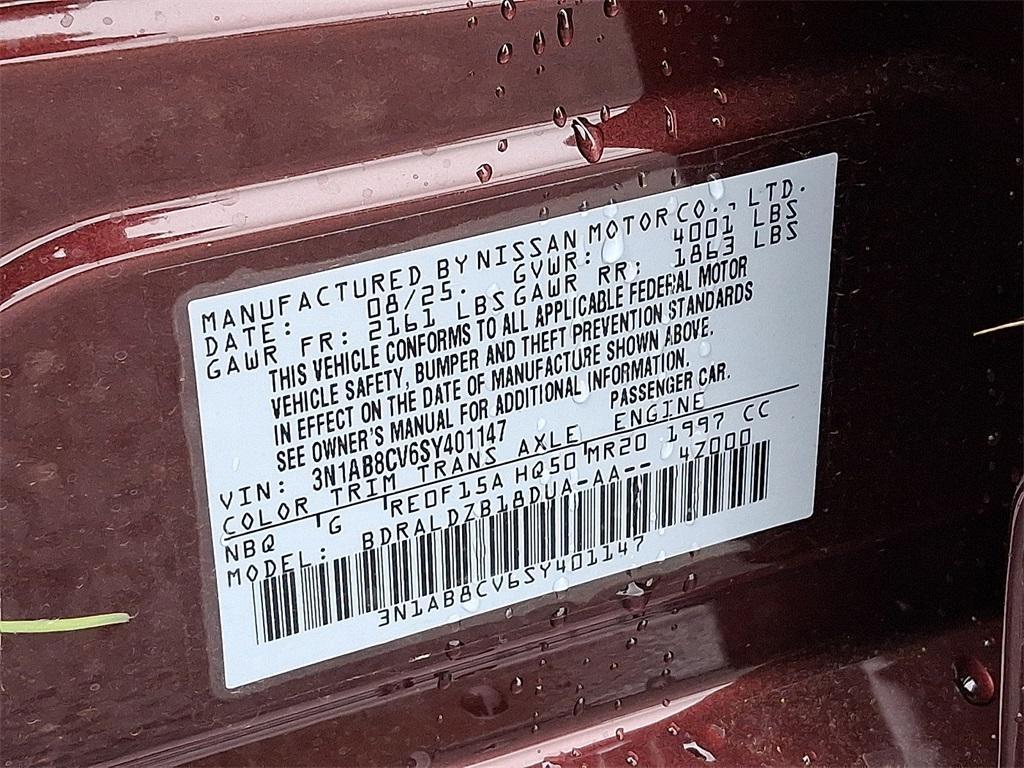 MANUFACTURED BY NISSAN MOTOR CO., LTD.
DATE: 08/25. GVWR: 4001 LBS
GAWR FR: 2161 LBS GAWR RR: 1863 LBS
THIS VEHICLE CONFORMS TO ALL APPLICABLE FEDERAL MOTOR
VEHICLE SAFETY, BUMPER AND THEFT PREVENTION STANDARDS
IN EFFECT ON THE DATE OF MANUFACTURE SHOWN ABOVE.
SEE OWNER'S MANUAL FOR ADDITIONAL INFORMATION.
VIN: 3N1AB8CV6SY401147 PASSENGER CAR.
COLOR TRIM TRANS AXLE ENGINE
NBQ G RE0F15A HQ50 MR20 1997 CC
MODEL: BDRALDZB18DUA-AA-- 4Z000
3N1AB8CV6SY401147